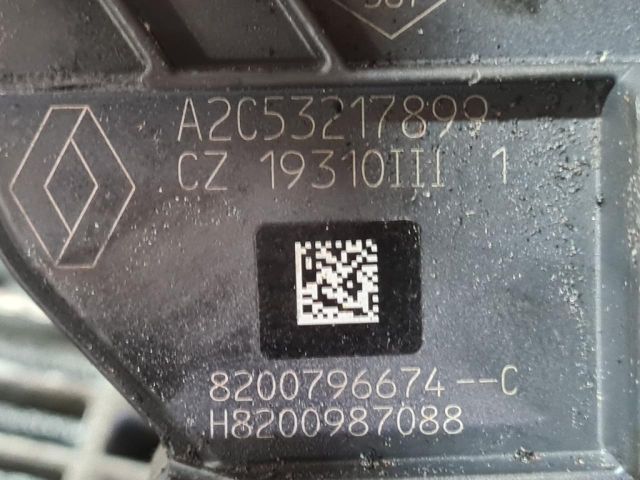 A2C53217899
CZ 19310III 1
8200796674--C
H8200987088